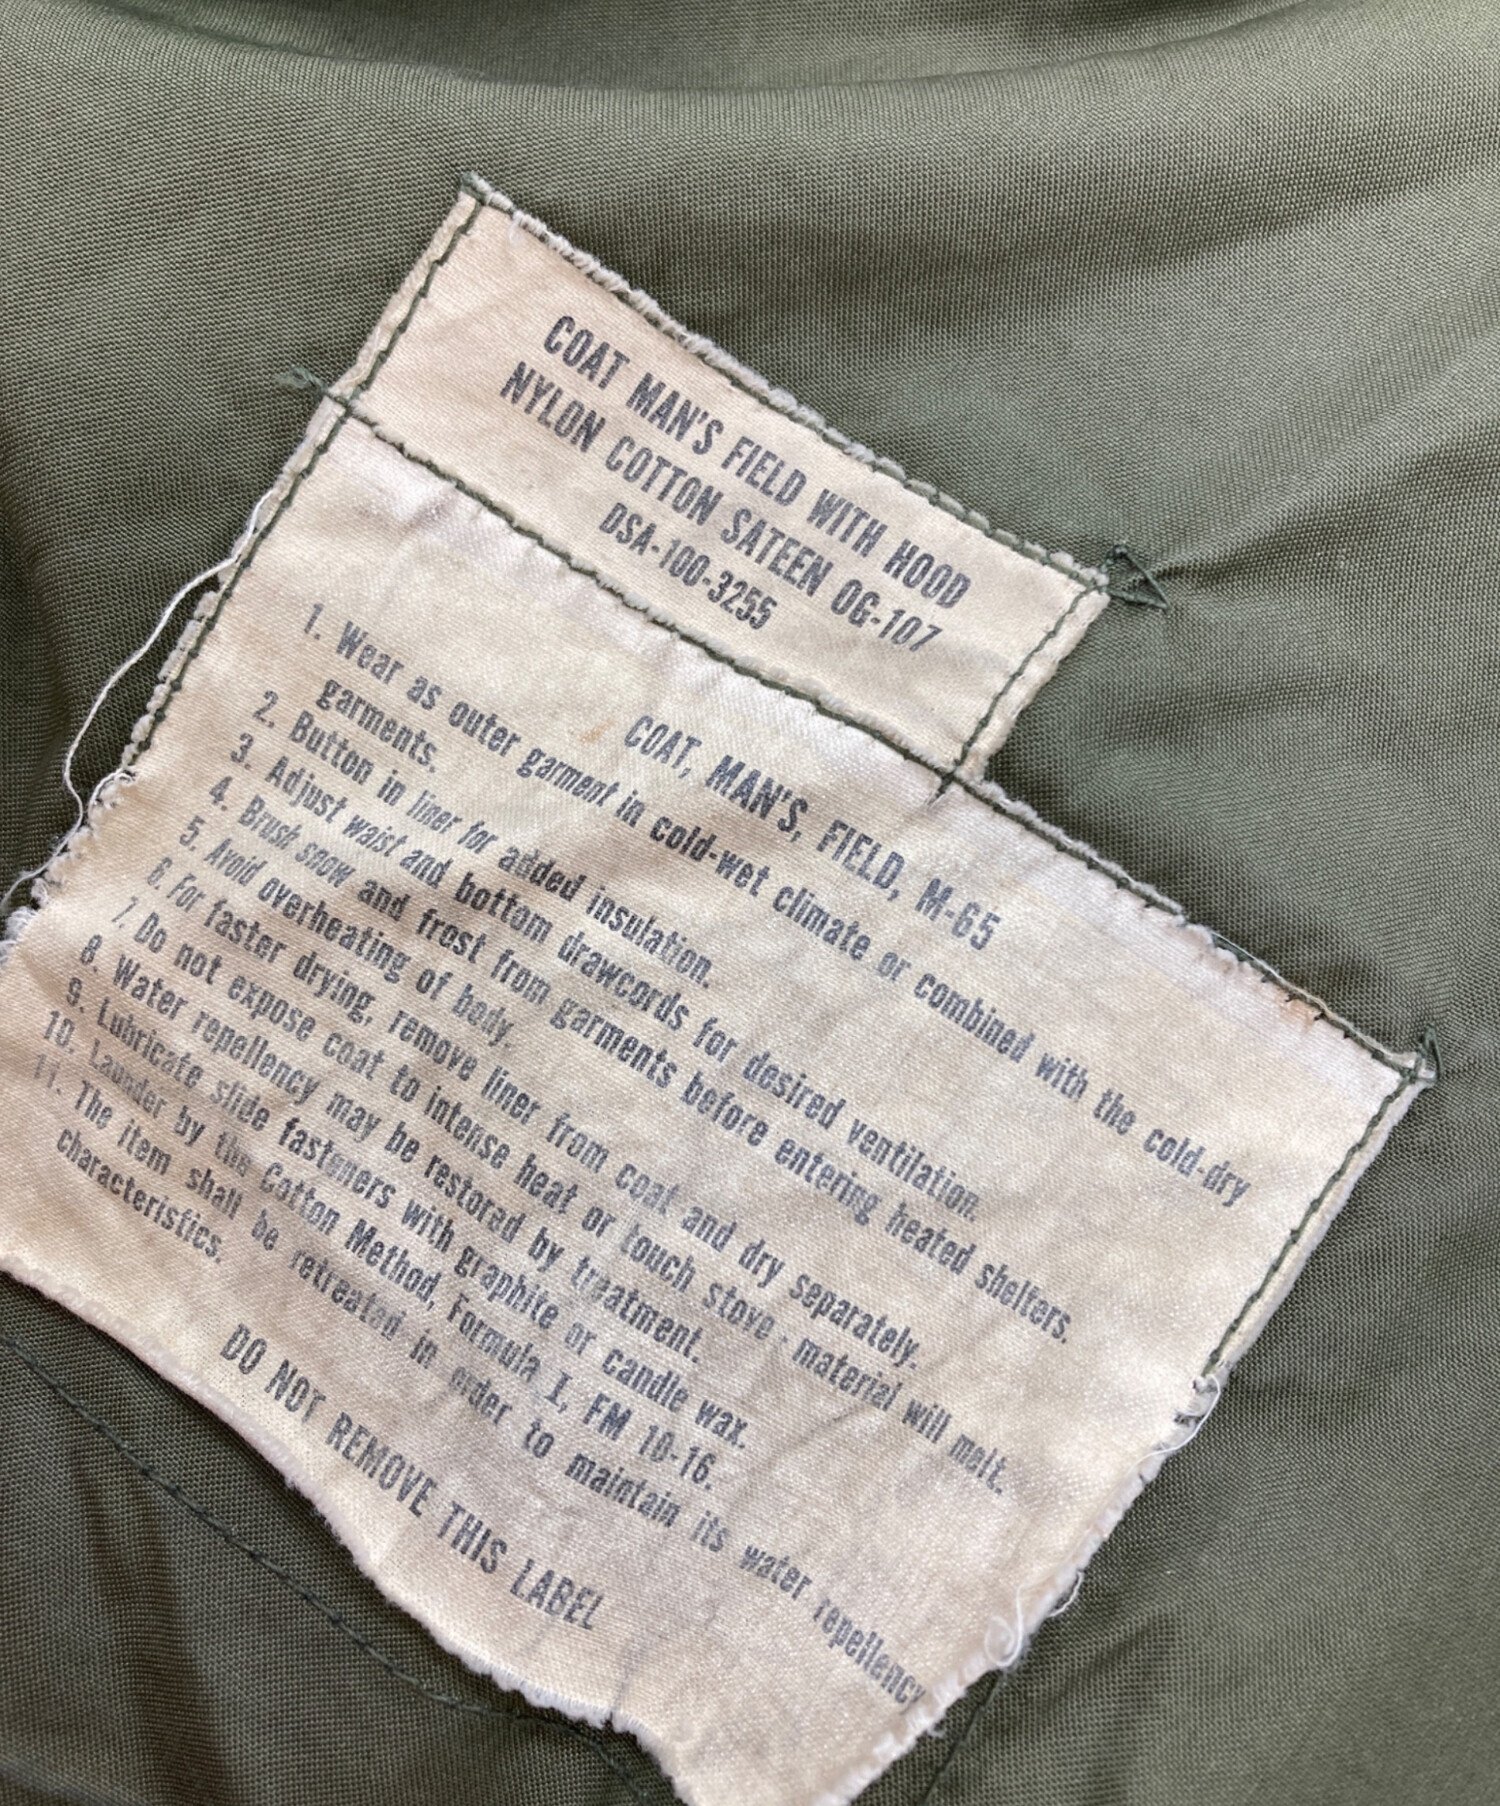 COAT MAN'S FIELD WITH HOOD
NYLON COTTON SATEEN OG-107
DSA-100-3255
COAT, MAN'S, FIELD, M-65
1. Wear as outer garment in cold-wet climate or combined with the cold-dry
garments.
2. Button in liner for added insulation.
3. Adjust waist and bottom drawcords for desired ventilation.
4. Brush snow and frost from garments before entering heated shelters.
5. Avoid overheating of body.
6. For faster drying, remove liner from coat and dry separately.
7. Do not expose coat to intense heat or touch stove - material will melt.
8. Water repellency may be restored by treatment.
9. Lubricate slide fasteners with graphite or candle wax.
10. Launder by the Cotton Method, Formula I, FM 10-16.
11. The item shall be retreated in order to maintain its water repellency
characteristics.
DO NOT REMOVE THIS LABEL